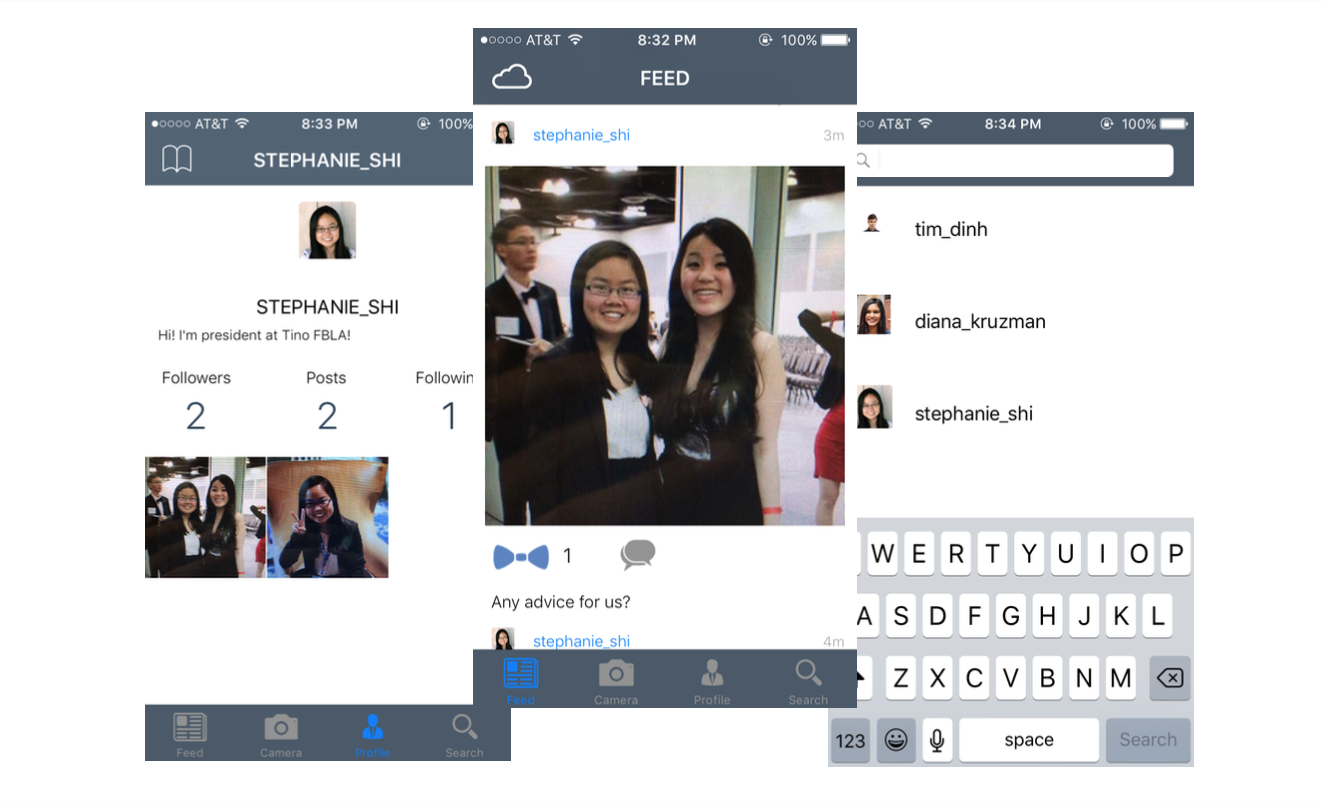 AT&T 8:33 PM 100%
STEPHANIE_SHI
STEPHANIE_SHI
Hi! I'm president at Tino FBLA!
Followers Posts Followin
2 2 1
Feed Camera Profile Search
AT&T 8:32 PM 100%
FEED
stephanie_shi 3m
1
Any advice for us?
stephanie_shi 4m
Feed Camera Profile Search
AT&T 8:34 PM 100%
tim_dinh
diana_kruzman
stephanie_shi
W E R T Y U I O P
A S D F G H J K L
Z X C V B N M
123 space Search